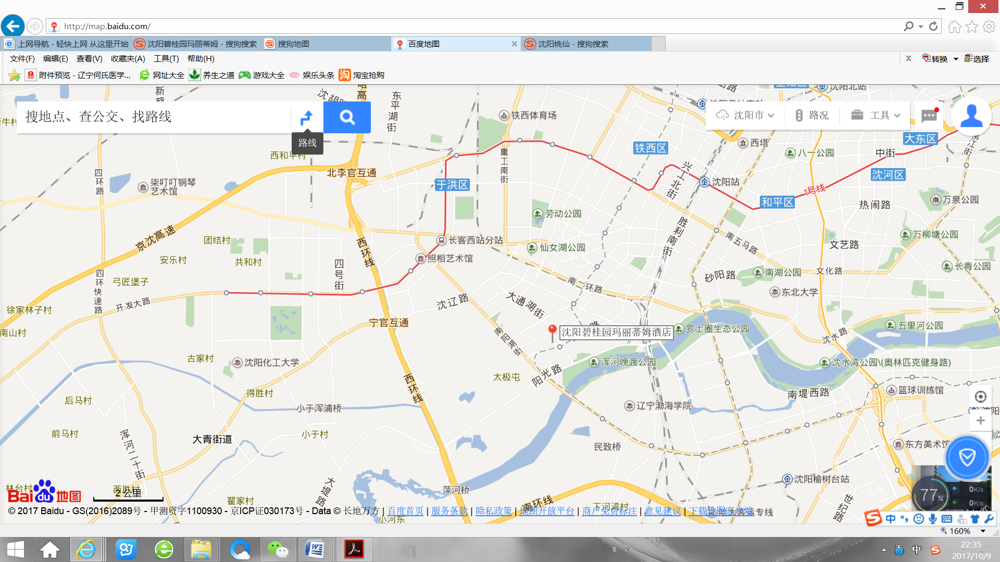 http://map.baidu.com/
上网导航 - 轻快上网 从这里开始
沈阳碧桂园玛丽蒂姆 - 搜狗搜索
搜狗地图
百度地图
沈阳桃仙 - 搜狗搜索
文件(F) 编辑(E) 查看(V) 收藏夹(A) 工具(T) 帮助(H)
转换
选择
附件预览 - 辽宁何氏医学...
网址大全
养生之道
游戏大全
娱乐头条
淘宝抢购
搜地点、查公交、找路线
路线
沈阳市
路况
工具
东平湖街
铁西体育场
西塔
八一公园
中街
大东区
铁西区
沈河区
西和平村
北李官互通
四环路
柒叮叮钢琴
艺术馆
重工南街
于洪区
兴工北街
沈阳站
和平区
1号线
热闹路
万泉公园
劳动公园
京沈高速
团结村
西环线
长客西站分站
仙女湖公园
胜利南街
南五马路
文艺路
万柳塘公园
安乐村
共和村
四号街
照相艺术馆
四环快速路
弓匠堡子
南二环路
砂阳路
南湖公园
文化路
长青公园
东北大学
徐家林子村
开发大路
沈辽路
大通湖街
宁官互通
南山村
南阳湖街
沈阳碧桂园玛丽蒂姆酒店
罗士圈生态公园
沈水路
五里河公园
古家村
沈阳化工大学
浑河晚渡公园
沈水湾公园\(奥林匹克健身路)
太极屯
阳光路
西环线
得胜村
后马村
小于浑浦桥
辽宁渤海学院
南堤西路
篮球训练馆
前马村
浑河二十街
大青街道
小于村
民致桥
东方美术馆
西胜村
林台村
大堤路
萍河桥
沈阳榆树台站
翟家村
南环线
下河湾村
世纪路
小河东
Bai du 地图
2 公里
© 2017 Baidu - GS(2016)2089号 - 甲测资字1100930 - 京ICP证030173号 - Data © 长地万方 | 百度首页 | 服务条款 | 隐私政策 | 地图开放平台 | 商户免费标注 | 意见建议 | 下载地图客户端
77%
0K/s
0K/s
中
160%
中
22:35
2017/10/9